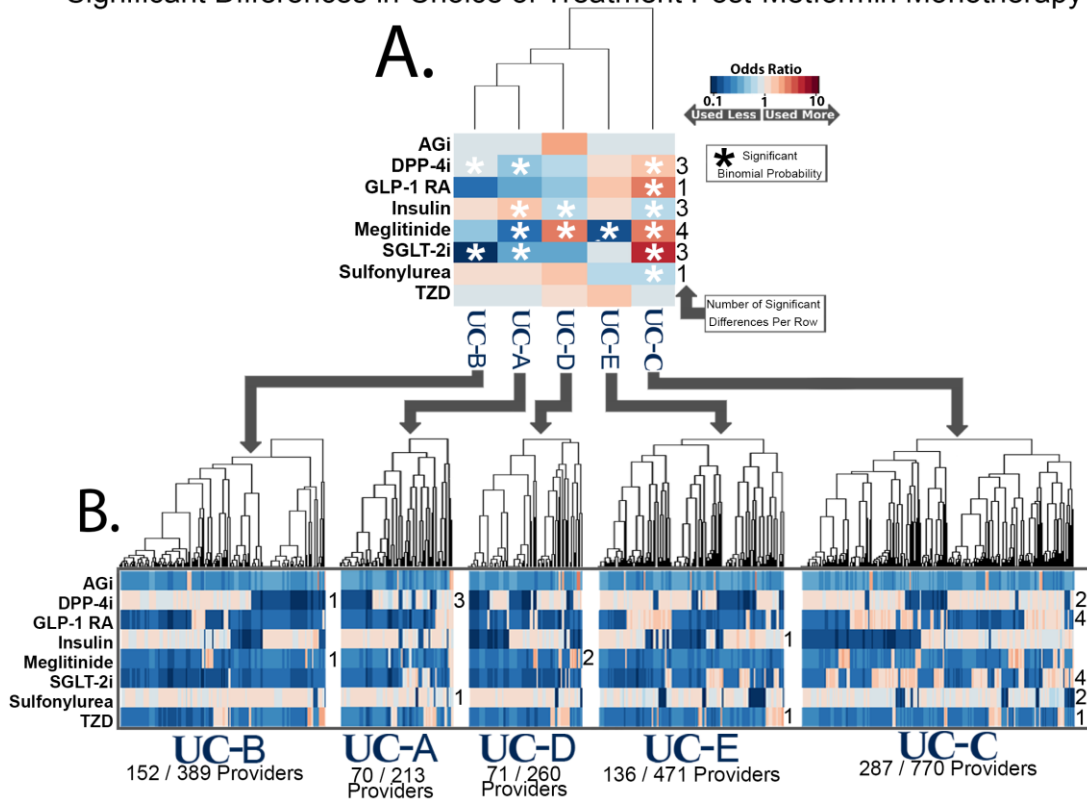 Significant Differences in Choice of Treatment Post-Metformin Monotherapy
A.
Odds Ratio
0.1 1 10
Used Less Used More
* Significant
Binomial Probability
AGi
DPP-4i * * * 3
GLP-1 RA * 1
Insulin * * * 3
Meglitinide * * * * 4
SGLT-2i * * * 3
Sulfonylurea * 1
TZD
Number of Significant
Differences Per Row
UC-B UC-A UC-D UC-E UC-C
B.
AGi
DPP-4i 1 3 2
GLP-1 RA 4
Insulin 1
Meglitinide 1 2
SGLT-2i 4
Sulfonylurea 1 2
TZD 1 1
UC-B UC-A UC-D UC-E UC-C
152 / 389 Providers 70 / 213 71 / 260 136 / 471 Providers 287 / 770 Providers
Providers Providers